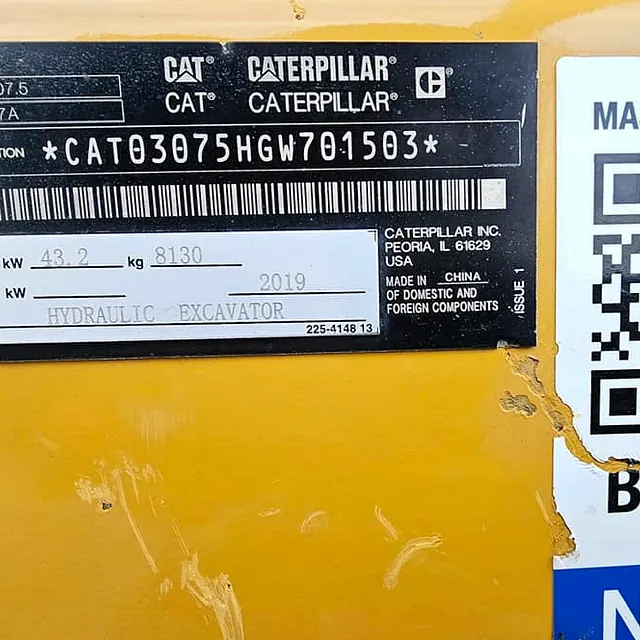 CAT® CATERPILLAR®
CAT® CATERPILLAR®
07.5
7A
TION *CAT03075HGW701503*
kW 43.2 kg 8130
kW 2019
HYDRAULIC EXCAVATOR
225-4148 13
CATERPILLAR INC.
PEORIA, IL 61629
USA
MADE IN CHINA
OF DOMESTIC AND
FOREIGN COMPONENTS
ISSUE 1
MA
B
N